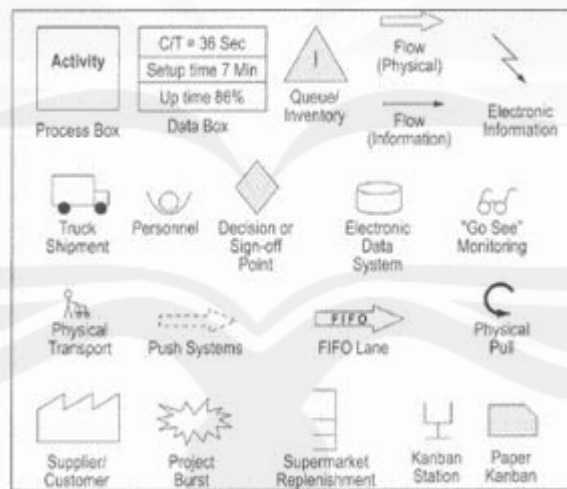 Activity
Process Box
C/T = 36 Sec
Setup time 7 Min
Up time 86%
Data Box
I
Queue/
Inventory
Flow
(Physical)
Flow
(Information)
Electronic
Information
Truck
Shipment
Personnel
Decision or
Sign-off
Point
Electronic
Data
System
"Go See"
Monitoring
Physical
Transport
Push Systems
FIFO
FIFO Lane
Physical
Pull
Supplier/
Customer
Project
Burst
Supermarket
Replenishment
Kanban
Station
Paper
Kanban